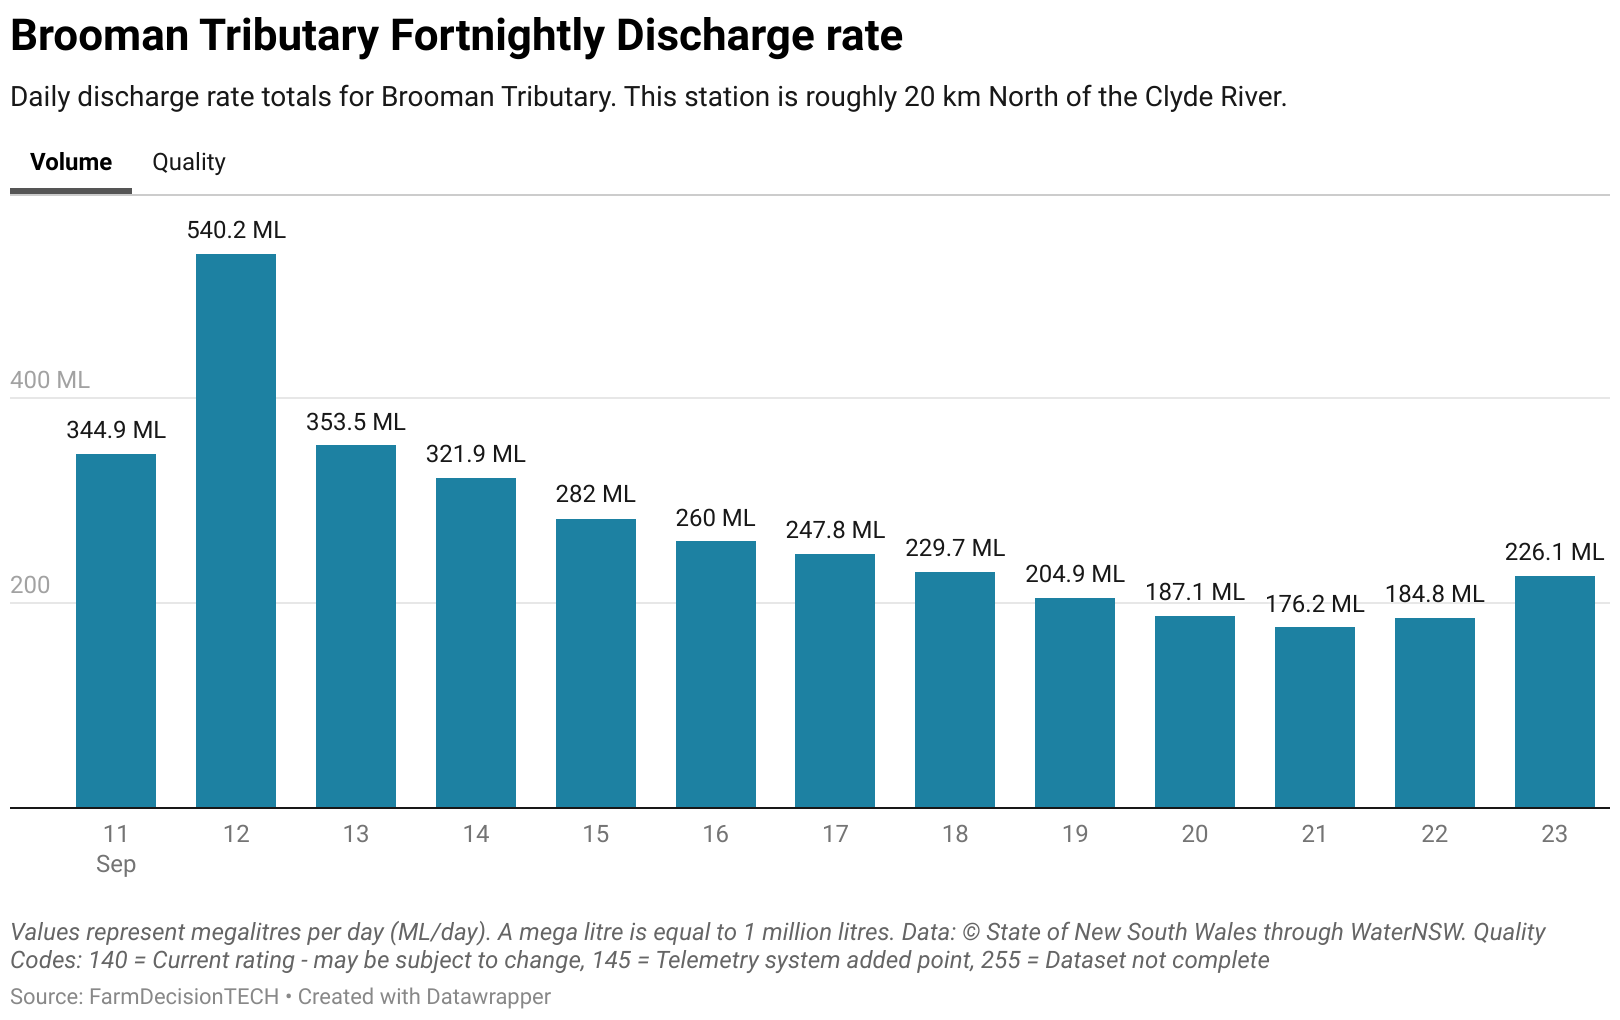 Brooman Tributary Fortnightly Discharge rate
Daily discharge rate totals for Brooman Tributary. This station is roughly 20 km North of the Clyde River.
Volume Quality
540.2 ML
400 ML
344.9 ML 353.5 ML
321.9 ML
282 ML
260 ML
247.8 ML
229.7 ML 226.1 ML
204.9 ML
200 187.1 ML 176.2 ML 184.8 ML
11 12 13 14 15 16 17 18 19 20 21 22 23
Sep
Values represent megalitres per day (ML/day). A mega litre is equal to 1 million litres. Data: © State of New South Wales through WaterNSW. Quality
Codes: 140 = Current rating - may be subject to change, 145 = Telemetry system added point, 255 = Dataset not complete
Source: FarmDecisionTECH • Created with Datawrapper